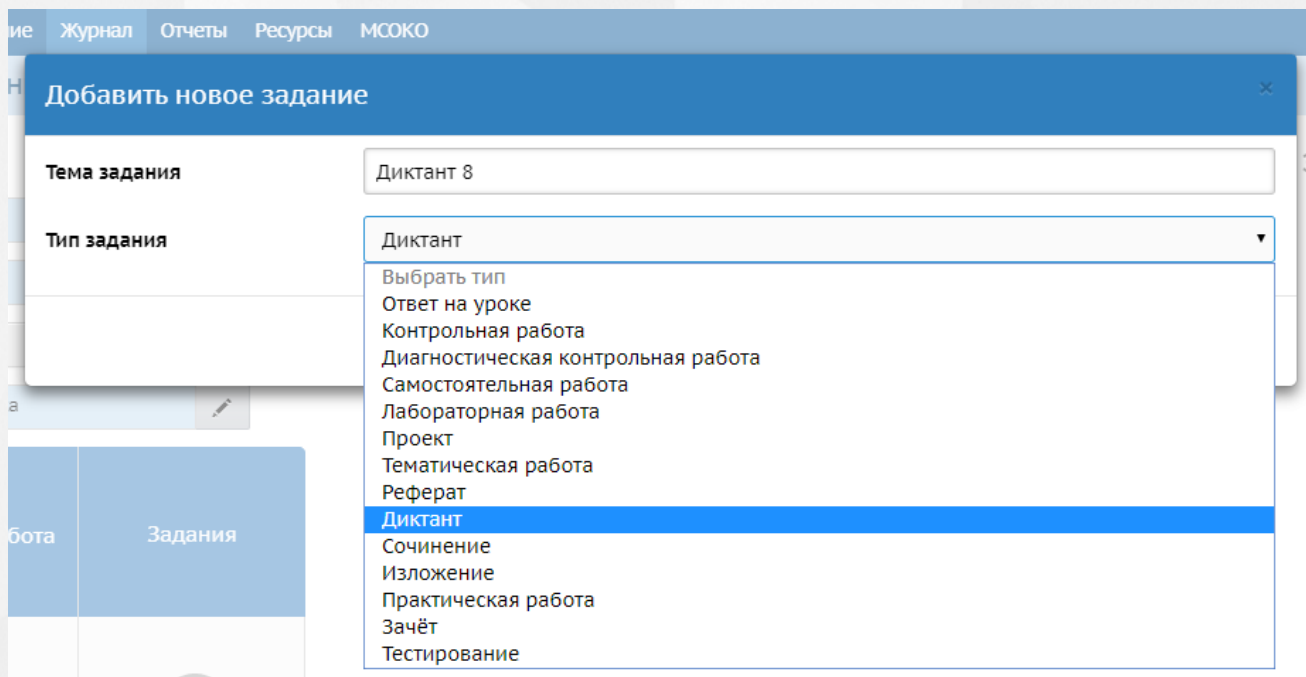 ие Журнал Отчеты Ресурсы МСОКО
Н
Добавить новое задание ×
Тема задания Диктант 8
Тип задания Диктант
Выбрать тип
Ответ на уроке
Контрольная работа
Диагностическая контрольная работа
Самостоятельная работа
Лабораторная работа
Проект
Тематическая работа
Реферат
Диктант
Сочинение
Изложение
Практическая работа
Зачёт
Тестирование
а
бота Задания